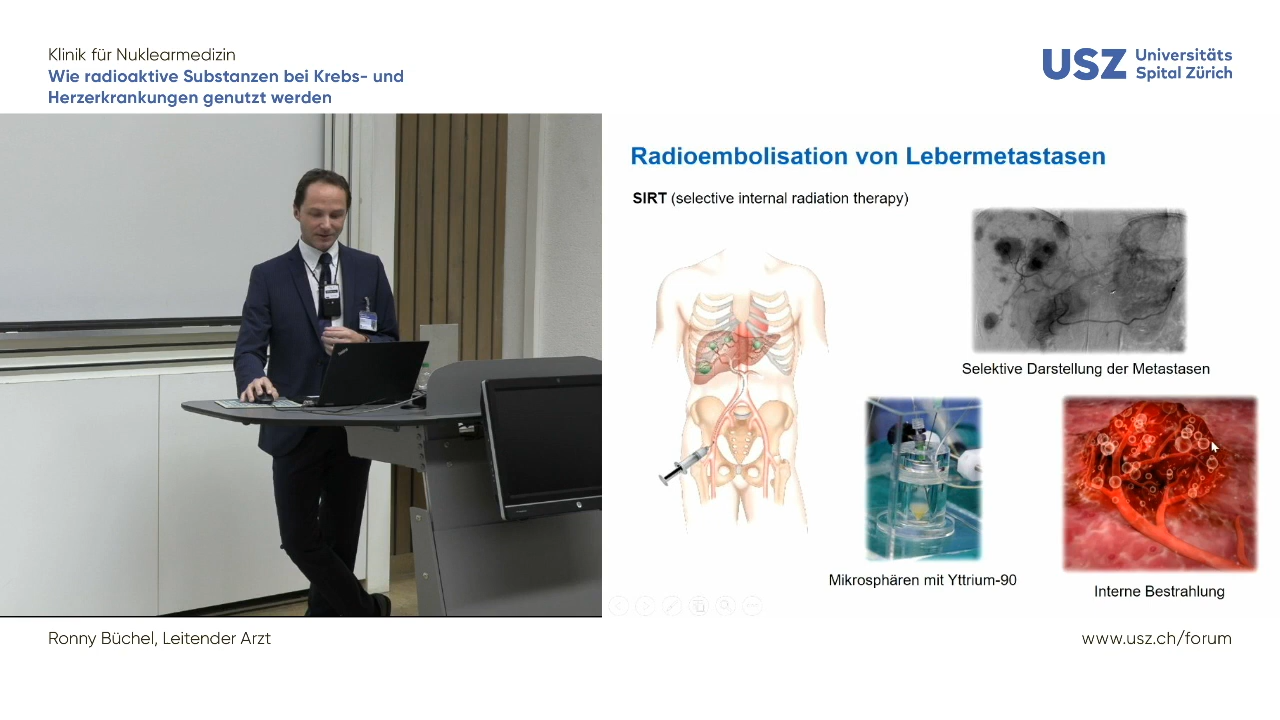 Klinik für Nuklearmedizin
Wie radioaktive Substanzen bei Krebs- und
Herzerkrankungen genutzt werden
USZ Universitäts
Spital Zürich
Radioembolisation von Lebermetastasen
SIRT (selective internal radiation therapy)
Selektive Darstellung der Metastasen
Mikrosphären mit Yttrium-90
Interne Bestrahlung
Ronny Büchel, Leitender Arzt
www.usz.ch/forum